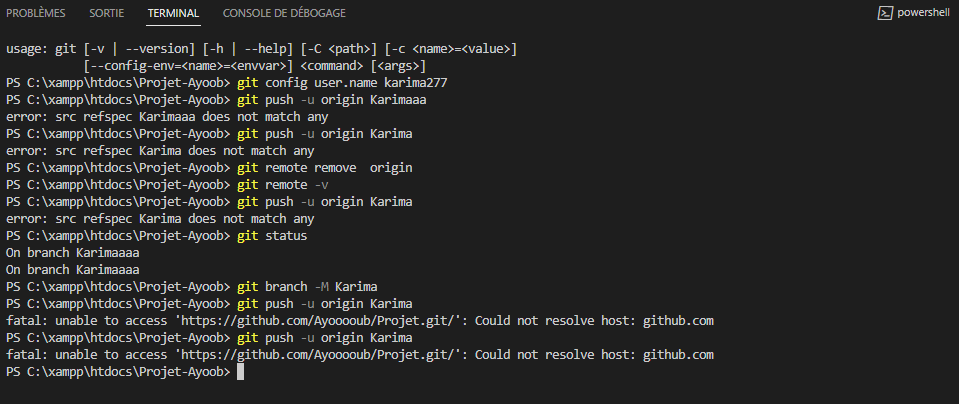 PROBLÈMES SORTIE TERMINAL CONSOLE DE DÉBOGAGE powershell
usage: git [-v | --version] [-h | --help] [-C <path>] [-c <name>=<value>]
[--config-env=<name>=<envvar>] <command> [<args>]
PS C:\xampp\htdocs\Projet-Ayoob> git config user.name karima277
PS C:\xampp\htdocs\Projet-Ayoob> git push -u origin Karimaaa
error: src refspec Karimaaa does not match any
PS C:\xampp\htdocs\Projet-Ayoob> git push -u origin Karima
error: src refspec Karima does not match any
PS C:\xampp\htdocs\Projet-Ayoob> git remote remove  origin
PS C:\xampp\htdocs\Projet-Ayoob> git remote -v
PS C:\xampp\htdocs\Projet-Ayoob> git push -u origin Karima
error: src refspec Karima does not match any
PS C:\xampp\htdocs\Projet-Ayoob> git status
On branch Karimaaaa
On branch Karimaaaa
PS C:\xampp\htdocs\Projet-Ayoob> git branch -M Karima
PS C:\xampp\htdocs\Projet-Ayoob> git push -u origin Karima
fatal: unable to access 'https://github.com/Ayooooub/Projet.git/': Could not resolve host: github.com
PS C:\xampp\htdocs\Projet-Ayoob> git push -u origin Karima
fatal: unable to access 'https://github.com/Ayooooub/Projet.git/': Could not resolve host: github.com
PS C:\xampp\htdocs\Projet-Ayoob>